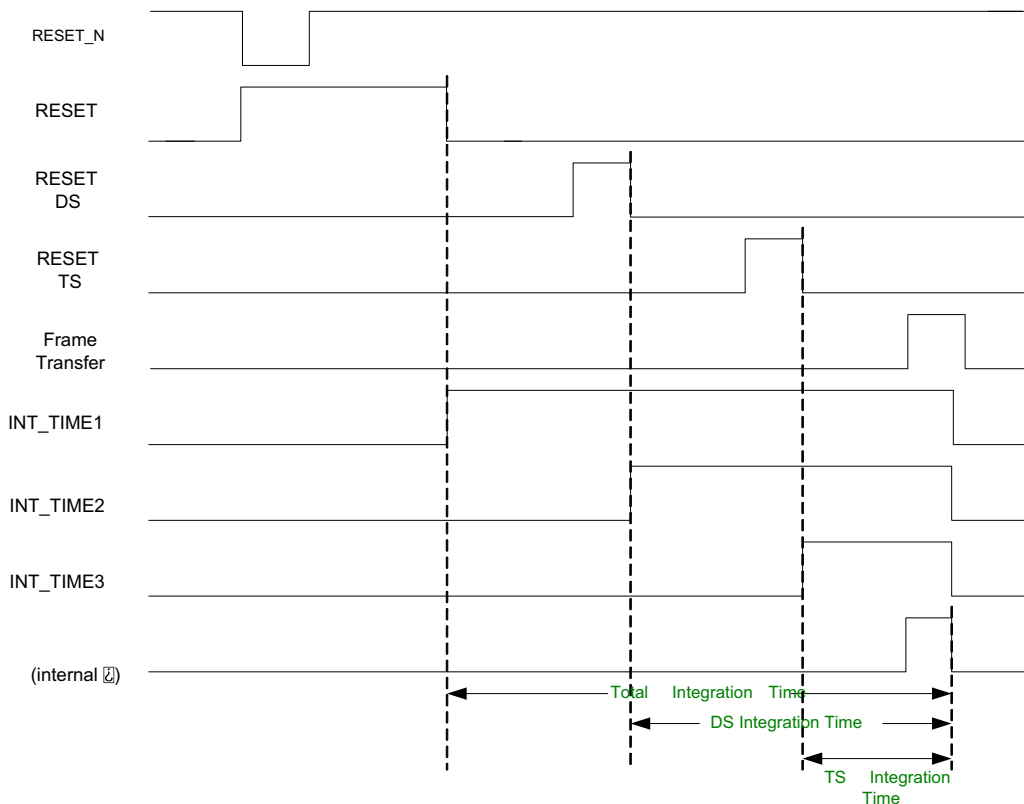 RESET_N
RESET
RESET
DS
RESET
TS
Frame
Transfer
INT_TIME1
INT_TIME2
INT_TIME3
(internal )
Total Integration Time
DS Integration Time
TS Integration
Time